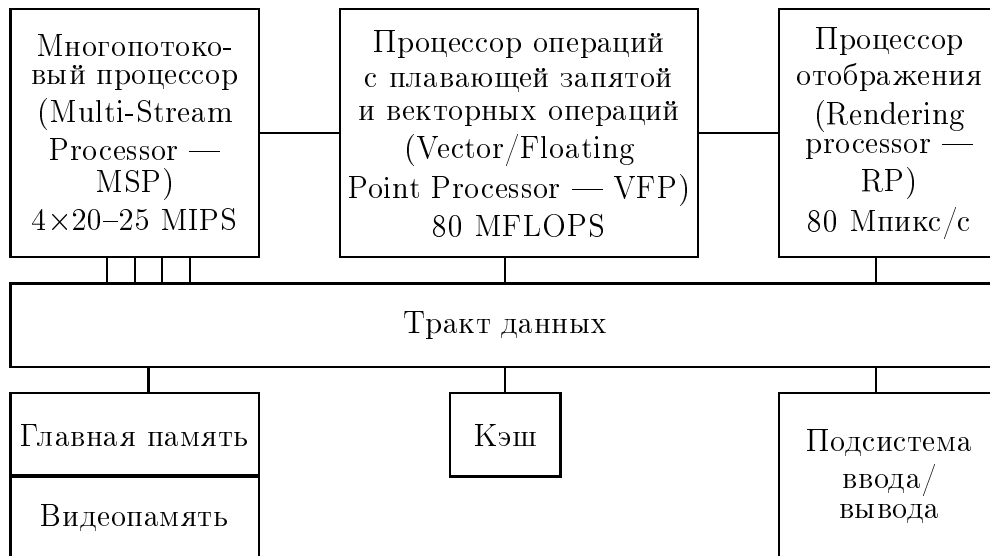 Многопотоко-
вый процессор
(Multi-Stream
Processor —
MSP)
4×20–25 MIPS
Процессор операций
с плавающей запятой
и векторных операций
(Vector/Floating
Point Processor — VFP)
80 MFLOPS
Процессор
отображения
(Rendering
processor —
RP)
80 Мпикс/с
Тракт данных
Главная память
Видеопамять
Кэш
Подсистема
ввода/
вывода